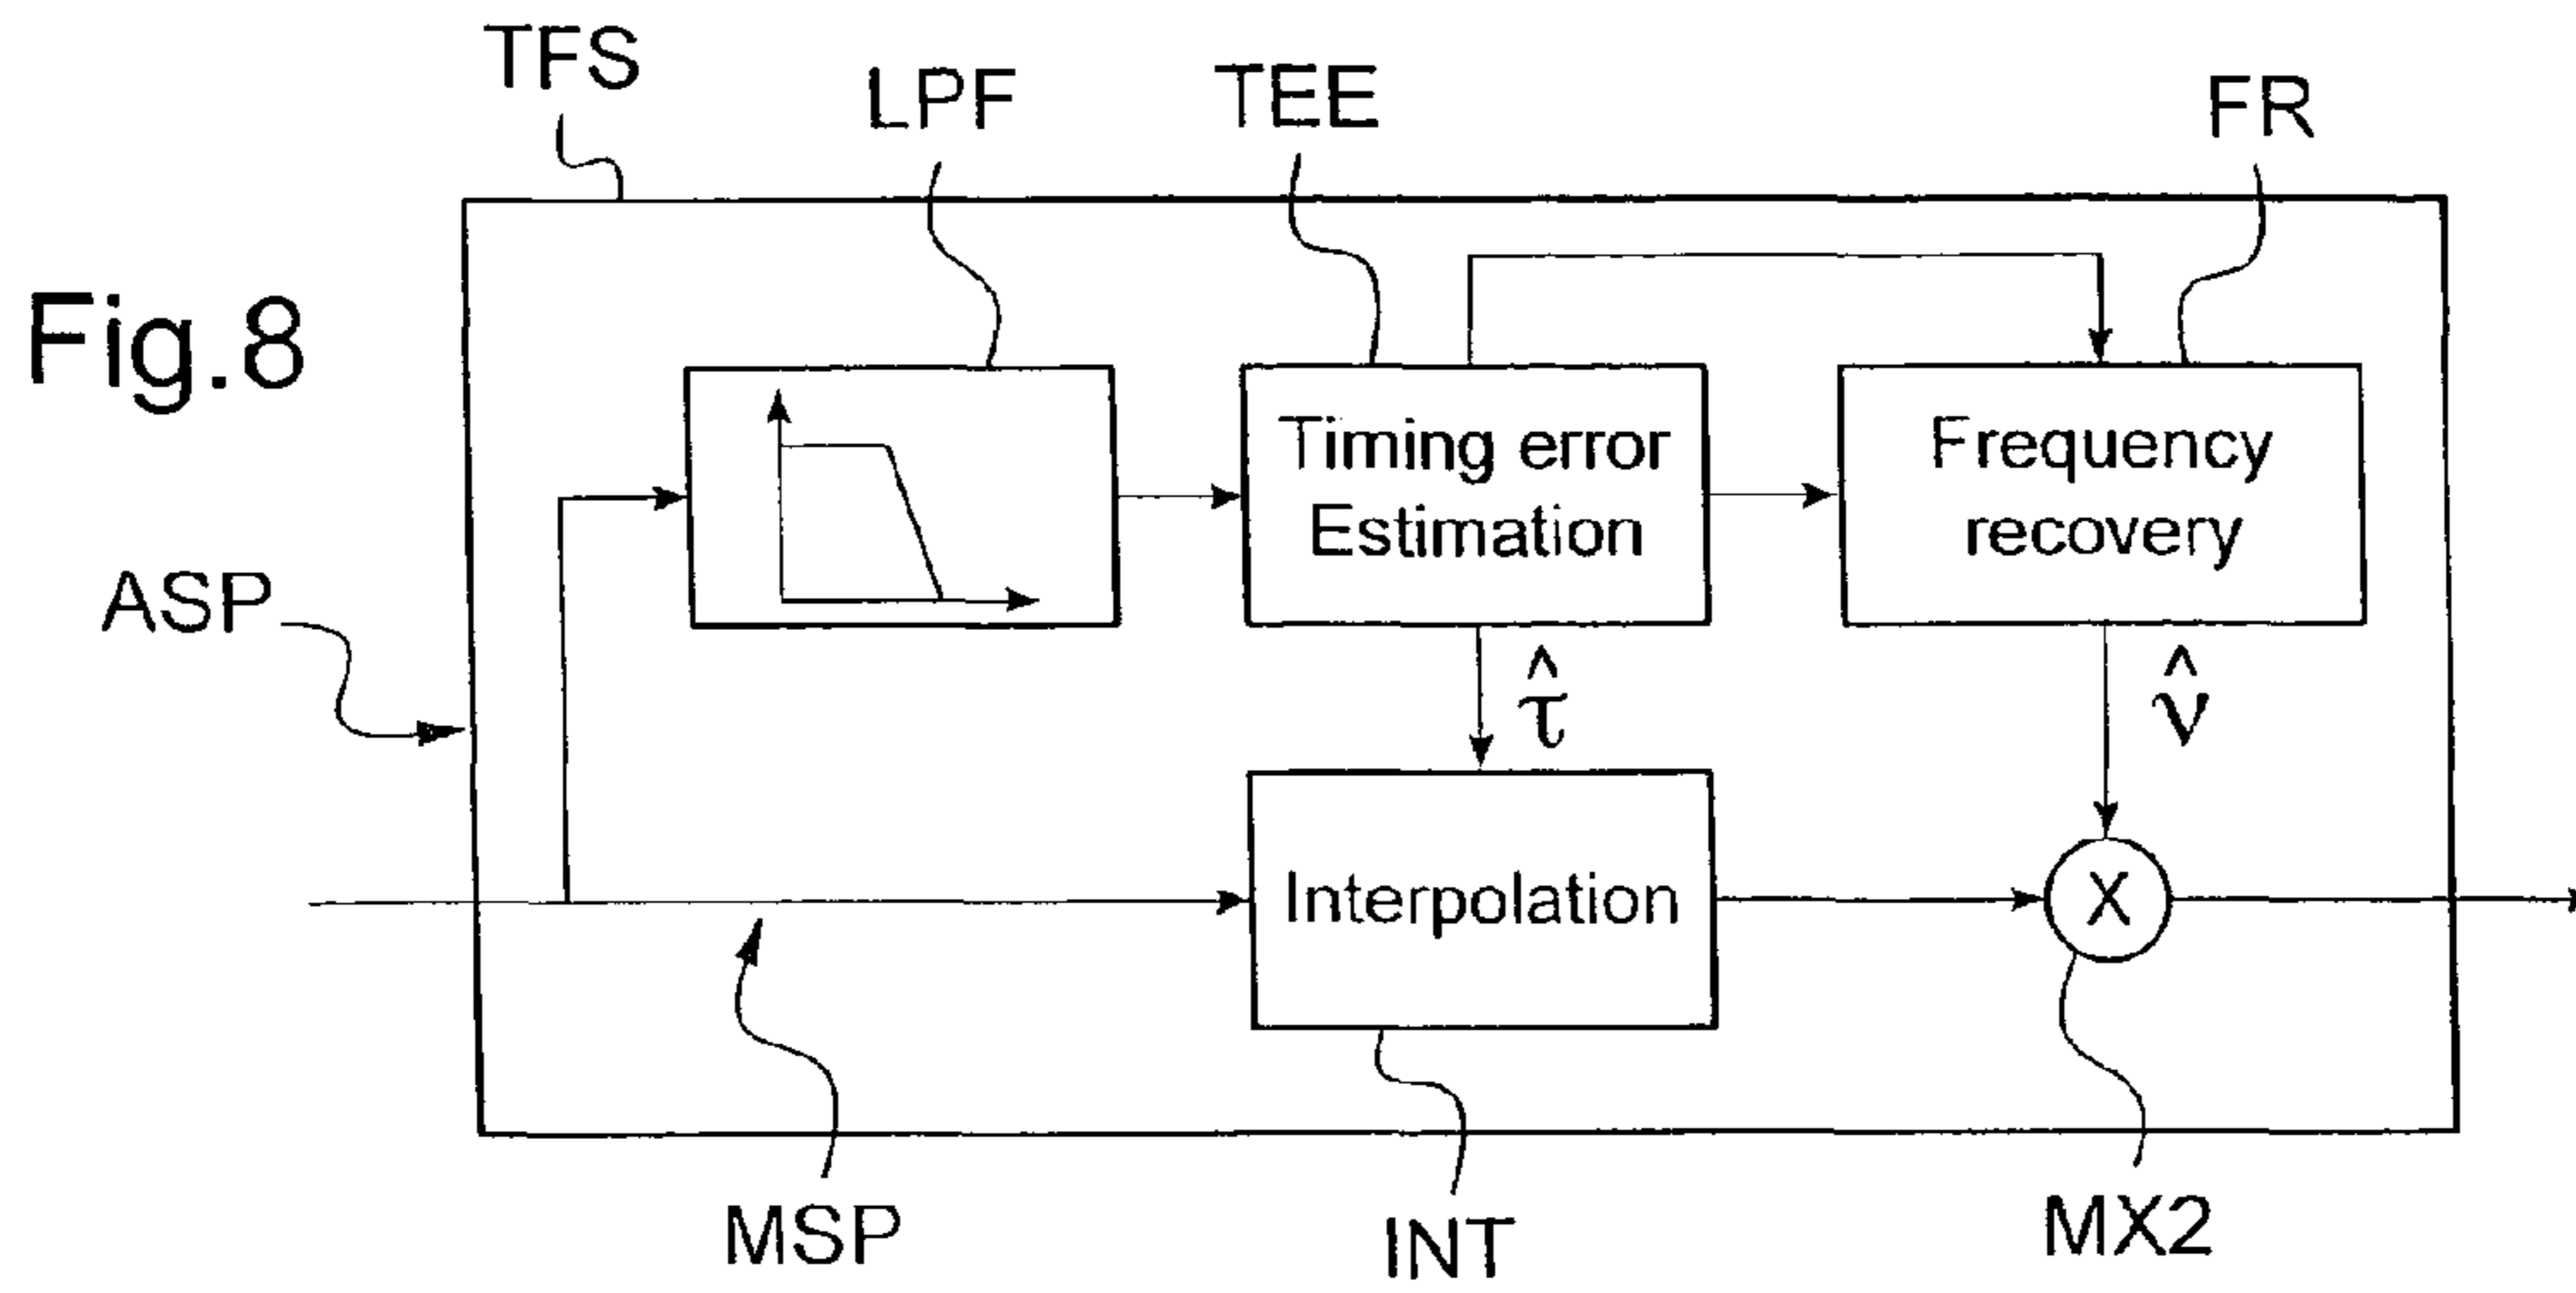 TFS
LPF
TEE
FR
Fig.8
Timing error
Estimation
Frequency
recovery
ASP
τ̂
ν̂
Interpolation
X
MSP
INT
MX2